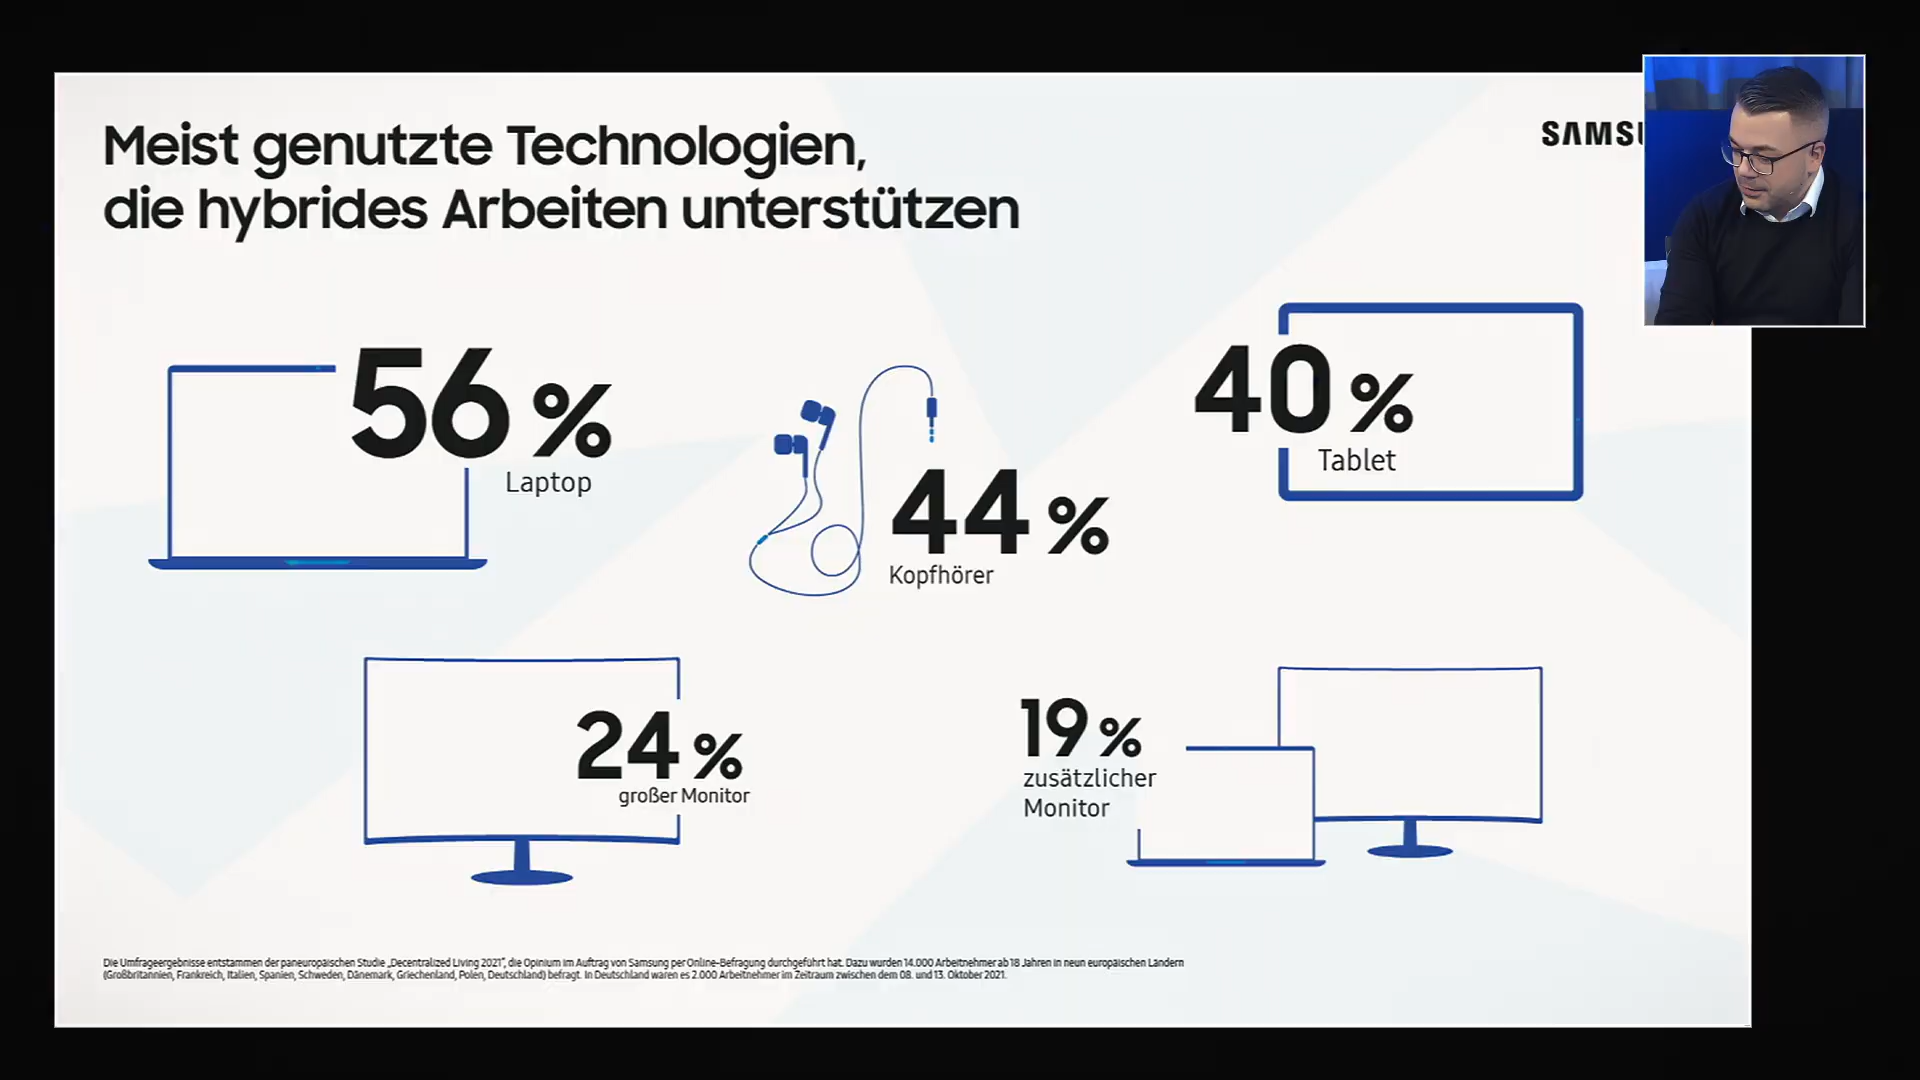 Meist genutzte Technologien,
die hybrides Arbeiten unterstützen
SAMSU
56 %
Laptop
44 %
Kopfhörer
40 %
Tablet
24 %
großer Monitor
19 %
zusätzlicher
Monitor
Die Umfrageergebnisse entstammen der paneuropäischen Studie „Decentralized Living 2021“, die Opinium im Auftrag von Samsung per Online-Befragung durchgeführt hat. Dazu wurden 14.000 Arbeitnehmer ab 18 Jahren in neun europäischen Ländern
(Großbritannien, Frankreich, Italien, Spanien, Schweden, Dänemark, Griechenland, Polen, Deutschland) befragt. In Deutschland waren es 2.000 Arbeitnehmer im Zeitraum zwischen dem 08. und 13. Oktober 2021.